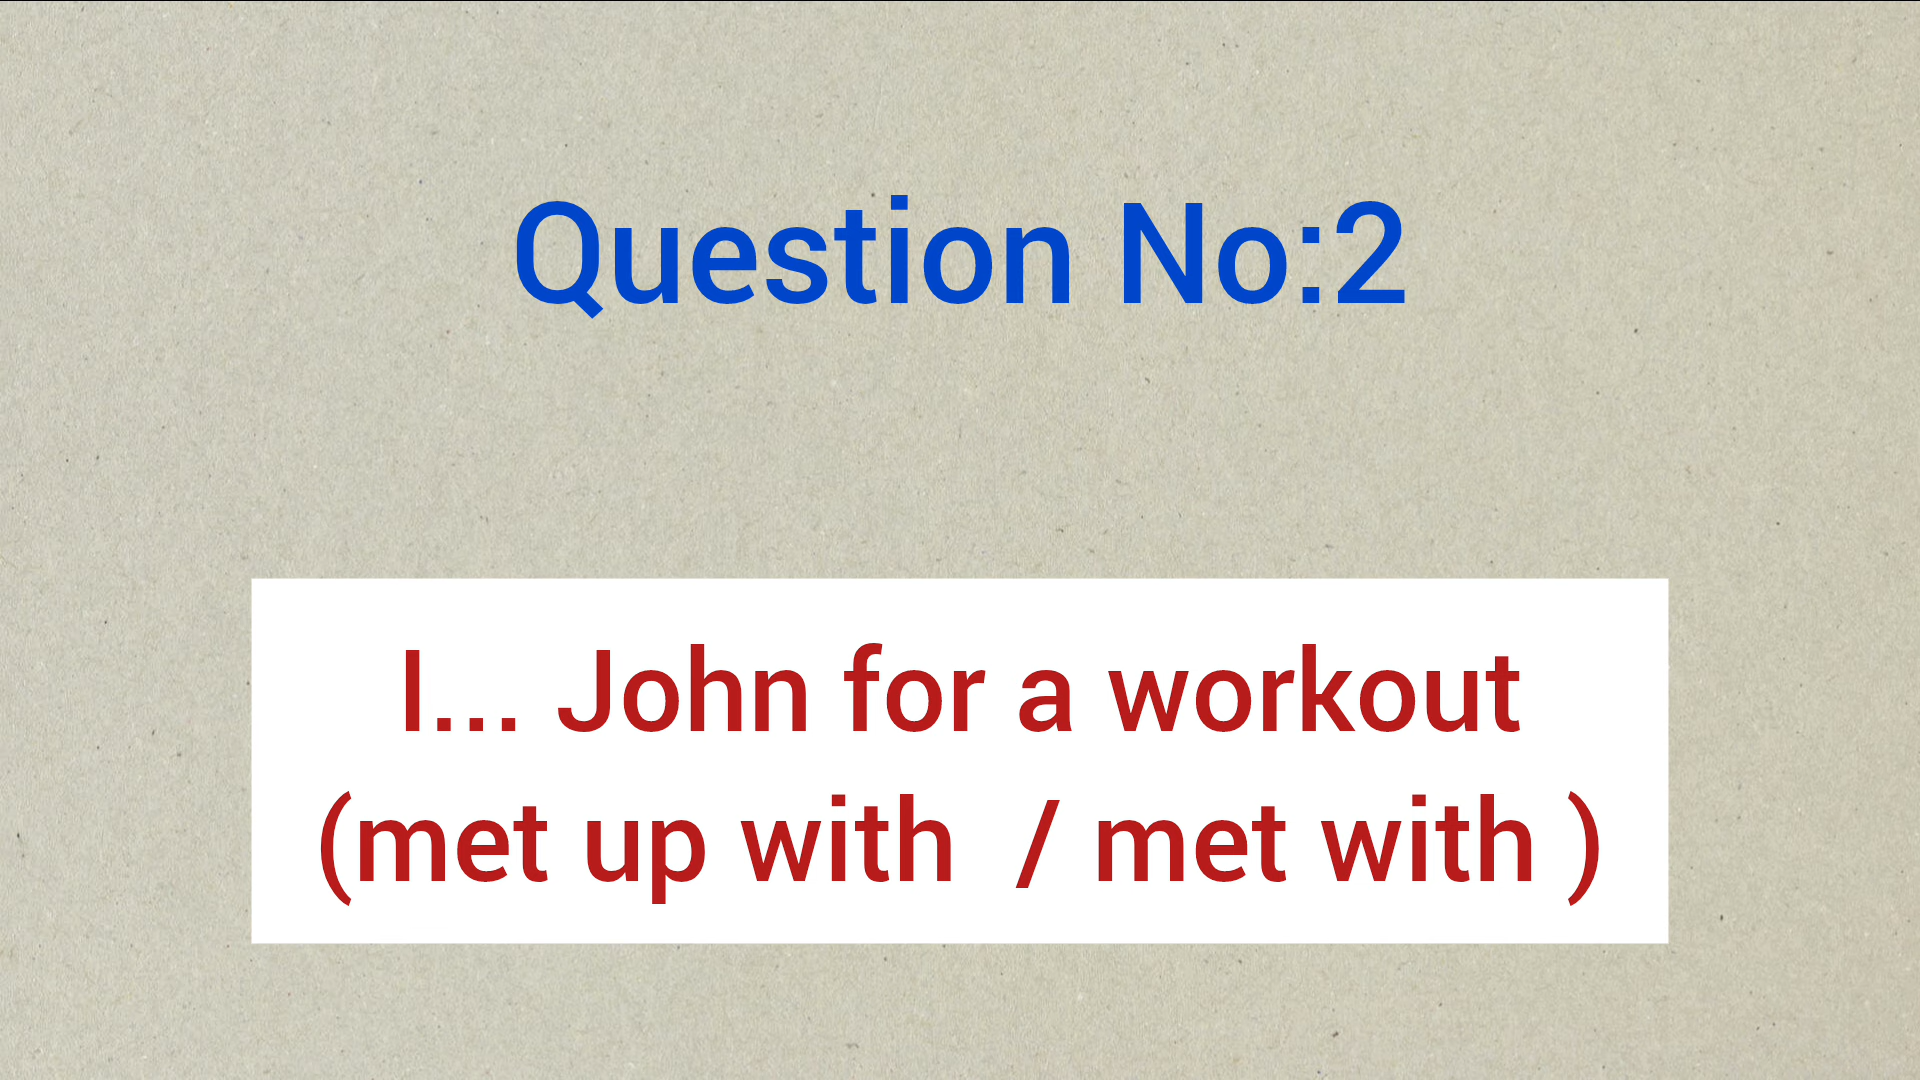 Question No:2
I... John for a workout
(met up with / met with )